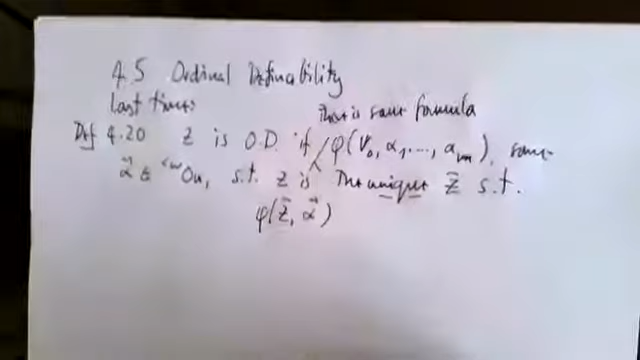 4.5 Ordinal Definability
Last time:
There is some formula
Def 4.20 z is O.D. if φ(v₀, α₁, ..., αₘ), some
α⃗ ∈ <ωOn, s.t. z is the unique z̄ s.t.
φ(z̄, α⃗)